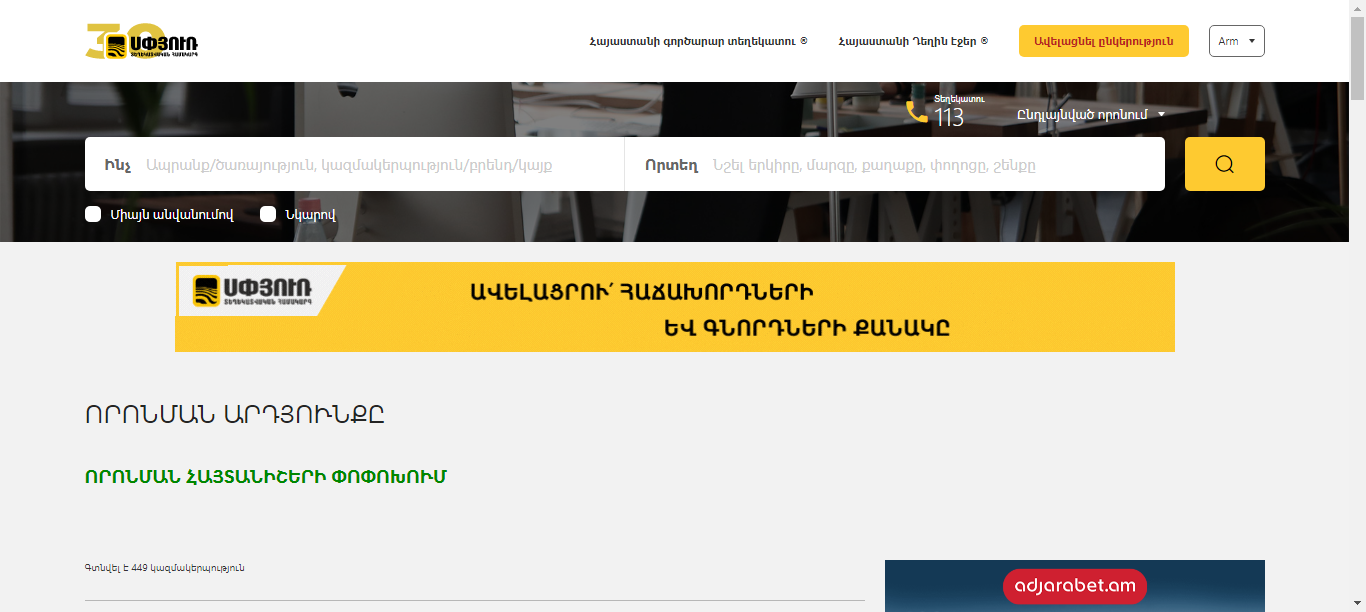 30
ՍՓՅՈՒՌ
ՏԵՂԵԿԱՏՎԱԿԱՆ ՀԱՄԱԿԱՐԳ
Հայաստանի գործարար տեղեկատու ®
Հայաստանի Դեղին Էջեր ®
Ավելացնել ընկերություն
Arm
Տեղեկատու
113
Ընդլայնված որոնում
Ինչ
Ապրանք/ծառայություն, կազմակերպություն/բրենդ/կայք
Որտեղ
Նշել երկիրը, մարզը, քաղաքը, փողոցը, շենքը
Միայն անվանումով
Նկարով
ՍՓՅՈՒՌ
ՏԵՂԵԿԱՏՎԱԿԱՆ ՀԱՄԱԿԱՐԳ
ԱՎԵԼԱՑՐՈՒ՛ ՀԱՃԱԽՈՐԴՆԵՐԻ
ԵՎ ԳՆՈՐԴՆԵՐԻ ՔԱՆԱԿԸ
ՈՐՈՆՄԱՆ ԱՐԴՅՈՒՆՔԸ
ՈՐՈՆՄԱՆ ՀԱՅՏԱՆԻՇԵՐԻ ՓՈՓՈԽՈՒՄ
Գտնվել է 449 կազմակերպություն
adjarabet.am